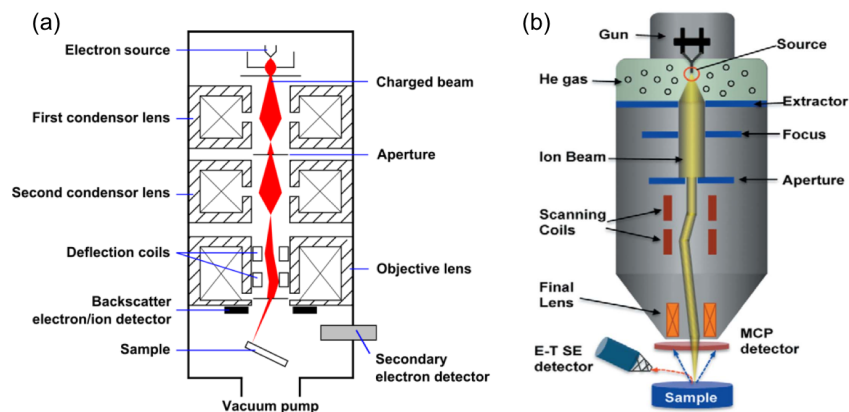 (a)
Electron source
Charged beam
First condensor lens
Aperture
Second condensor lens
Deflection coils
Objective lens
Backscatter
electron/ion detector
Sample
Secondary
electron detector
Vacuum pump
(b)
Gun
Source
He gas
Extractor
Focus
Ion Beam
Aperture
Scanning
Coils
Final
Lens
MCP
detector
E-T SE
detector
Sample